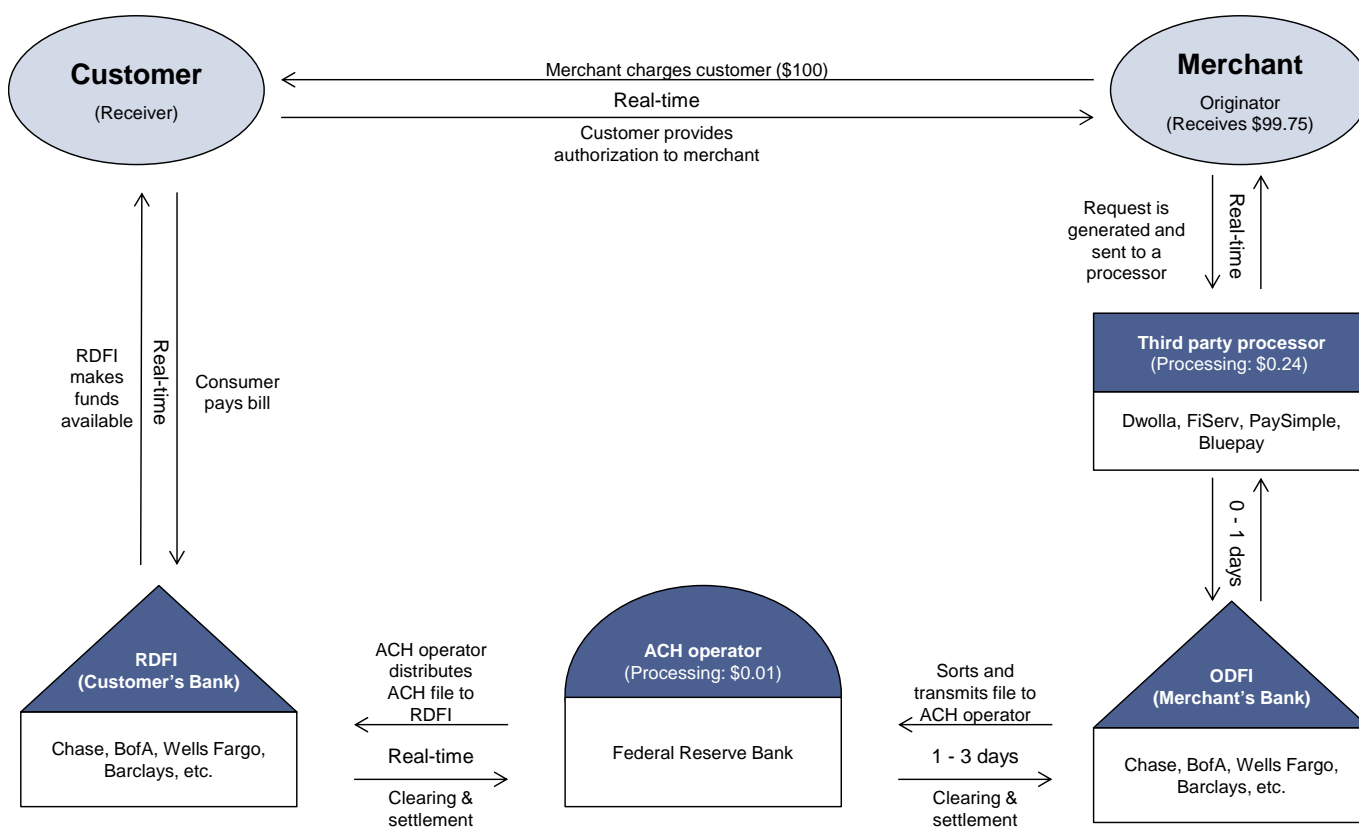 Customer
(Receiver)
Merchant charges customer ($100)
Real-time
Customer provides
authorization to merchant
Merchant
Originator
(Receives $99.75)
Request is
generated and
sent to a
processor
Real-time
Third party processor
(Processing: $0.24)
Dwolla, FiServ, PaySimple,
Bluepay
0 - 1 days
RDFI
makes
funds
available
Real-time
Consumer
pays bill
RDFI
(Customer’s Bank)
Chase, BofA, Wells Fargo,
Barclays, etc.
ACH operator
distributes
ACH file to
RDFI
Real-time
Clearing &
settlement
ACH operator
(Processing: $0.01)
Federal Reserve Bank
Sorts and
transmits file to
ACH operator
1 - 3 days
Clearing &
settlement
ODFI
(Merchant’s Bank)
Chase, BofA, Wells Fargo,
Barclays, etc.